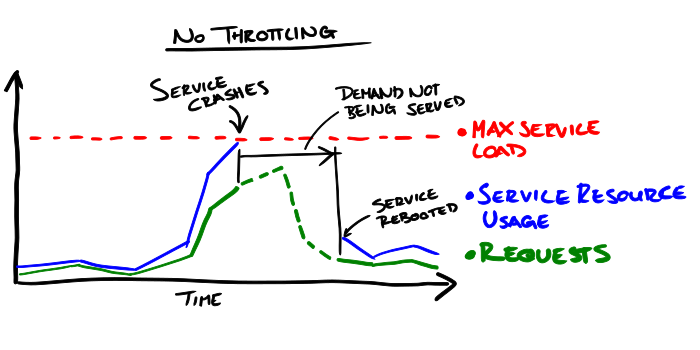 No Throttling
Service
Crashes
Demand Not
Being Served
• Max Service
Load
• Service Resource
Usage
Service
Rebooted
• Requests
Time